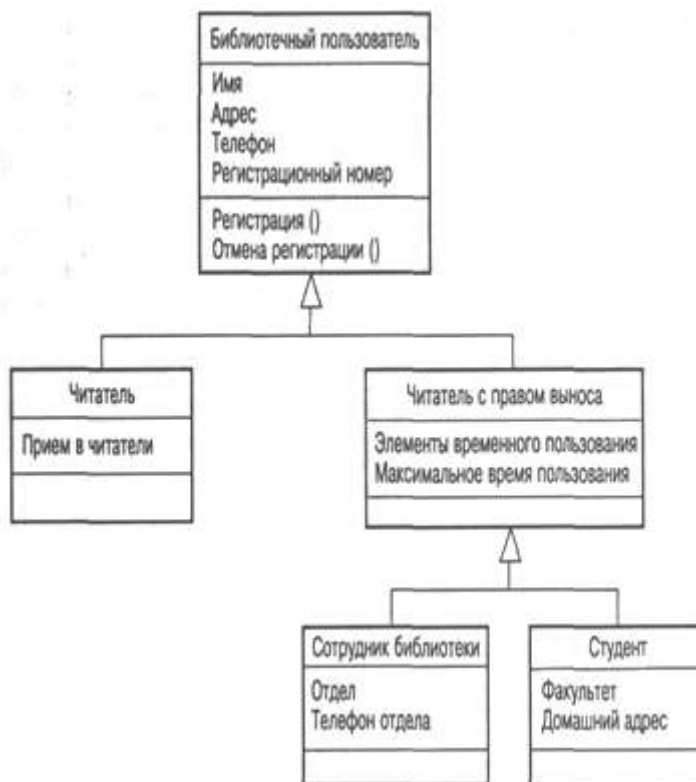 Библиотечный пользователь
Имя
Адрес
Телефон
Регистрационный номер
Регистрация ()
Отмена регистрации ()
Читатель
Прием в читатели
Читатель с правом выноса
Элементы временного пользования
Максимальное время пользования
Сотрудник библиотеки
Отдел
Телефон отдела
Студент
Факультет
Домашний адрес